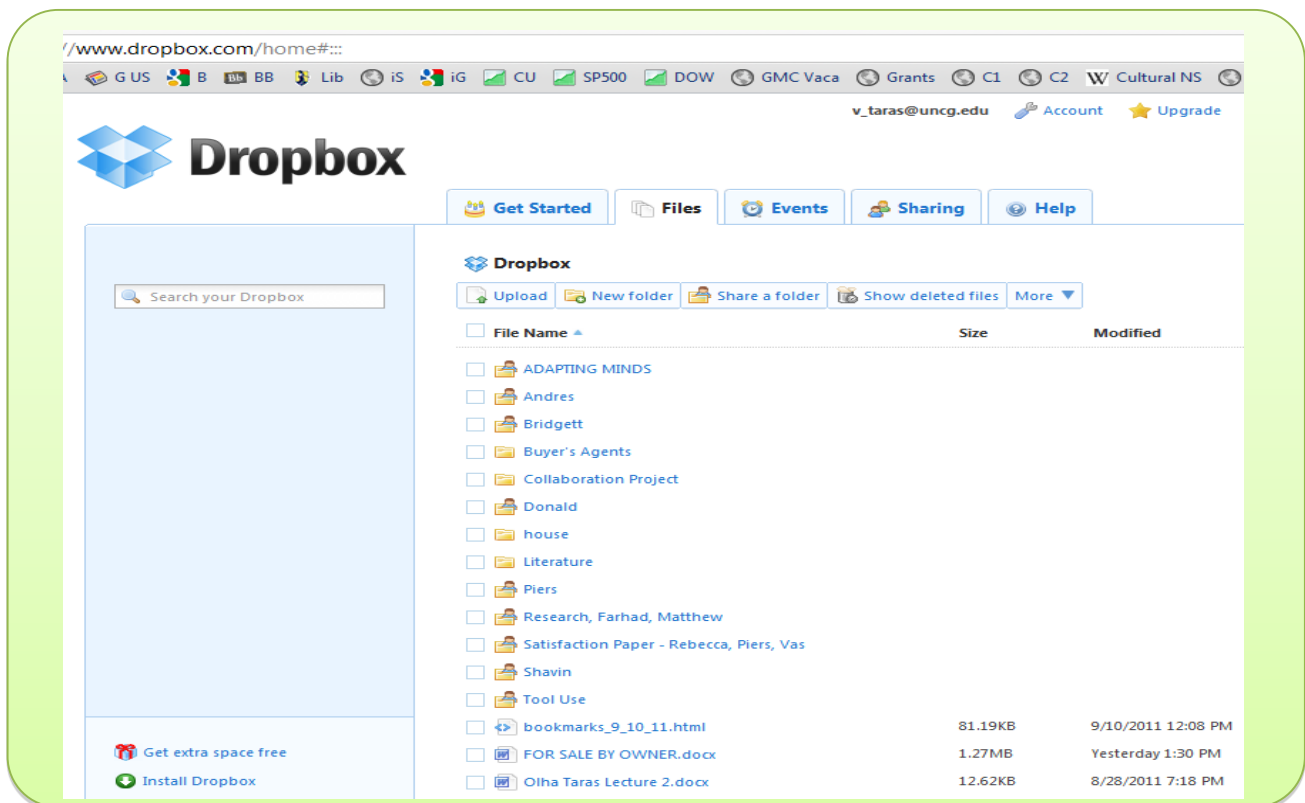 //www.dropbox.com/home#:::
G US B BB Lib iS iG CU SP500 DOW GMC Vaca Grants C1 C2 W Cultural NS
v_taras@uncg.edu Account Upgrade
Dropbox
Get Started Files Events Sharing Help
Dropbox
Search your Dropbox
Upload New folder Share a folder Show deleted files More
File Name Size Modified
ADAPTING MINDS
Andres
Bridgett
Buyer's Agents
Collaboration Project
Donald
house
Literature
Piers
Research, Farhad, Matthew
Satisfaction Paper - Rebecca, Piers, Vas
Shavin
Tool Use
bookmarks_9_10_11.html 81.19KB 9/10/2011 12:08 PM
FOR SALE BY OWNER.docx 1.27MB Yesterday 1:30 PM
Olha Taras Lecture 2.docx 12.62KB 8/28/2011 7:18 PM
Get extra space free
Install Dropbox